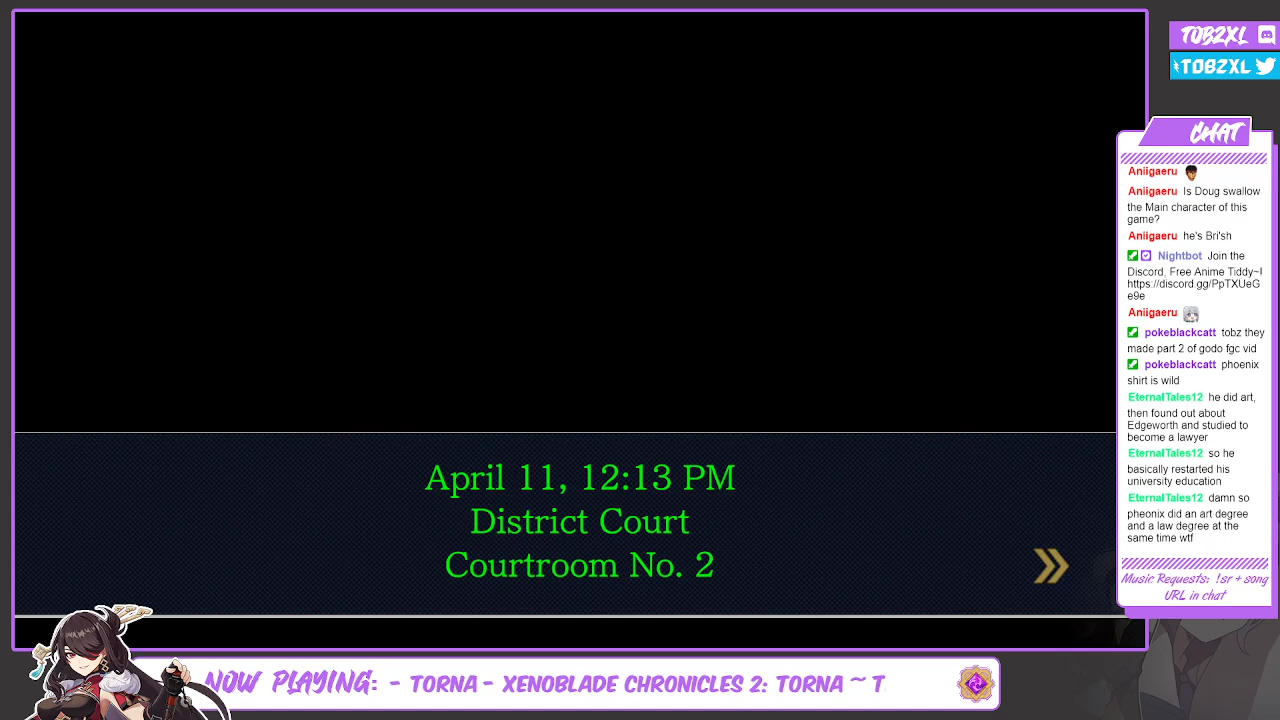 TOBZXL
TOBZXL
CHAT
Aniigaeru
Aniigaeru Is Doug swallow
the Main character of this
game?
Aniigaeru he's Bri'sh
Nightbot Join the
Discord, Free Anime Tiddy~!
https://discord.gg/PpTXUeG
e9e
Aniigaeru
pokeblackcatt tobz they
made part 2 of godo fgc vid
pokeblackcatt phoenix
shirt is wild
EternalTales12 he did art,
then found out about
Edgeworth and studied to
become a lawyer
EternalTales12 so he
basically restarted his
university education
EternalTales12 damn so
pheonix did an art degree
and a law degree at the
same time wtf
Music Requests: !sr + song
URL in chat
April 11, 12:13 PM
District Court
Courtroom No. 2
NOW PLAYING: - TORNA - XENOBLADE CHRONICLES 2: TORNA ~ T